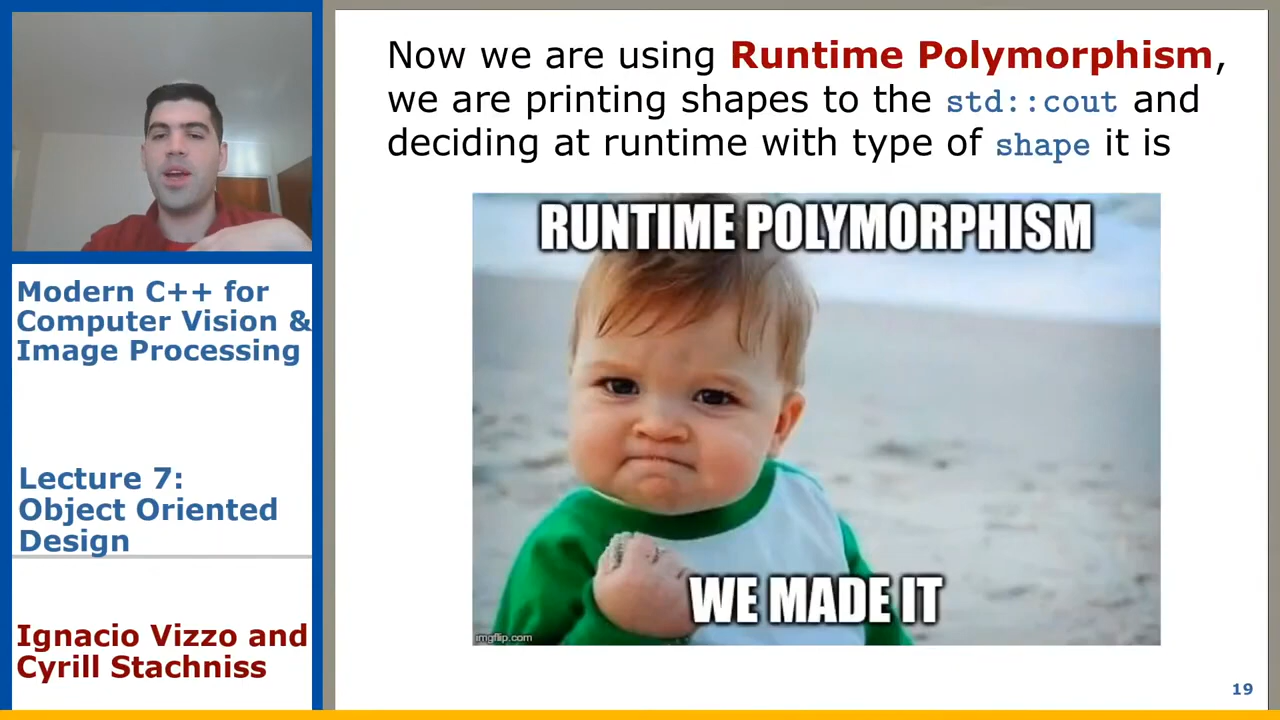 Now we are using Runtime Polymorphism,
we are printing shapes to the std::cout and
deciding at runtime with type of shape it is
RUNTIME POLYMORPHISM
WE MADE IT
imgflip.com
Modern C++ for
Computer Vision &
Image Processing
Lecture 7:
Object Oriented
Design
Ignacio Vizzo and
Cyrill Stachniss
19